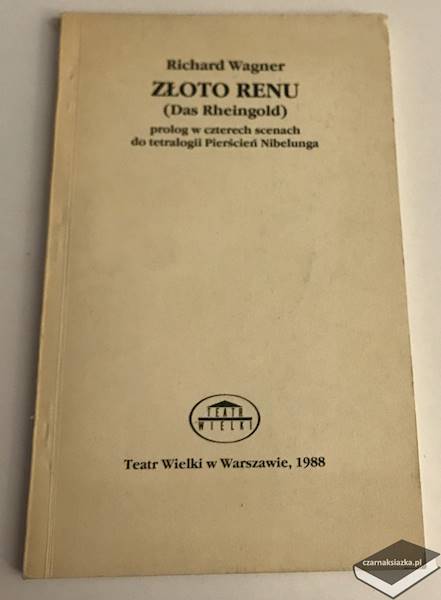 Richard Wagner
ZŁOTO RENU
(Das Rheingold)
prolog w czterech scenach
do tetralogii Pierścień Nibelunga
TEATR
WIELKI
Teatr Wielki w Warszawie, 1988
czarnaksiazka.pl